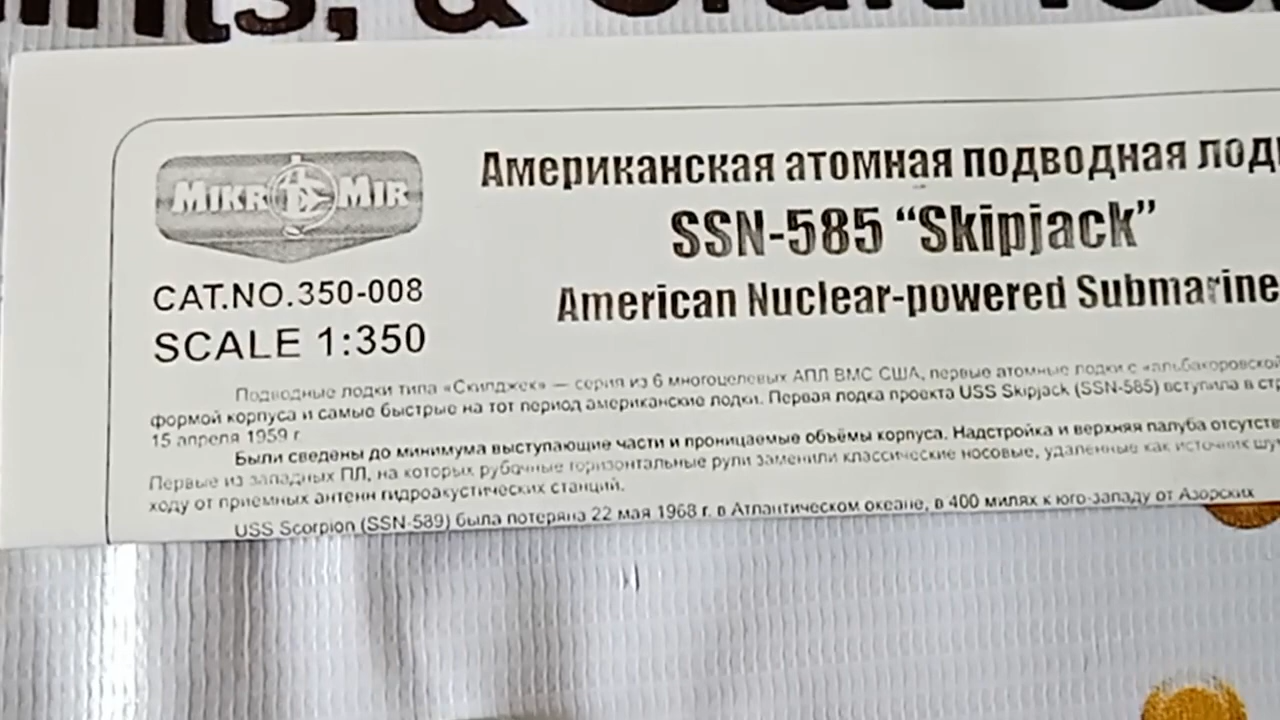 MIKRO MIR
CAT.NO.350-008
SCALE 1:350
Американская атомная подводная
SSN-585 “Skipjack”
American Nuclear-powered Submarine
Подводные лодки типа «Скипджек» — серия из 6 многоцелевых АПЛ ВМС США, первые атомные лодки с «альбакоровской
формой корпуса и самые быстрые на тот период американские лодки. Первая лодка проекта USS Skipjack (SSN-585) вступила в
15 апреля 1959 г.
Были сведены до минимума выступающие части и проницаемые объёмы корпуса. Надстройка и верхняя палуба
Первые из западных ПЛ, на которых рубочные горизонтальные рули заменили классические носовые, удаленные как источник
ходу от приемных антенн гидроакустических станций.
USS Scorpion (SSN-589) была потеряна 22 мая 1968 г. в Атлантическом океане, в 400 милях к юго-западу от Азорских